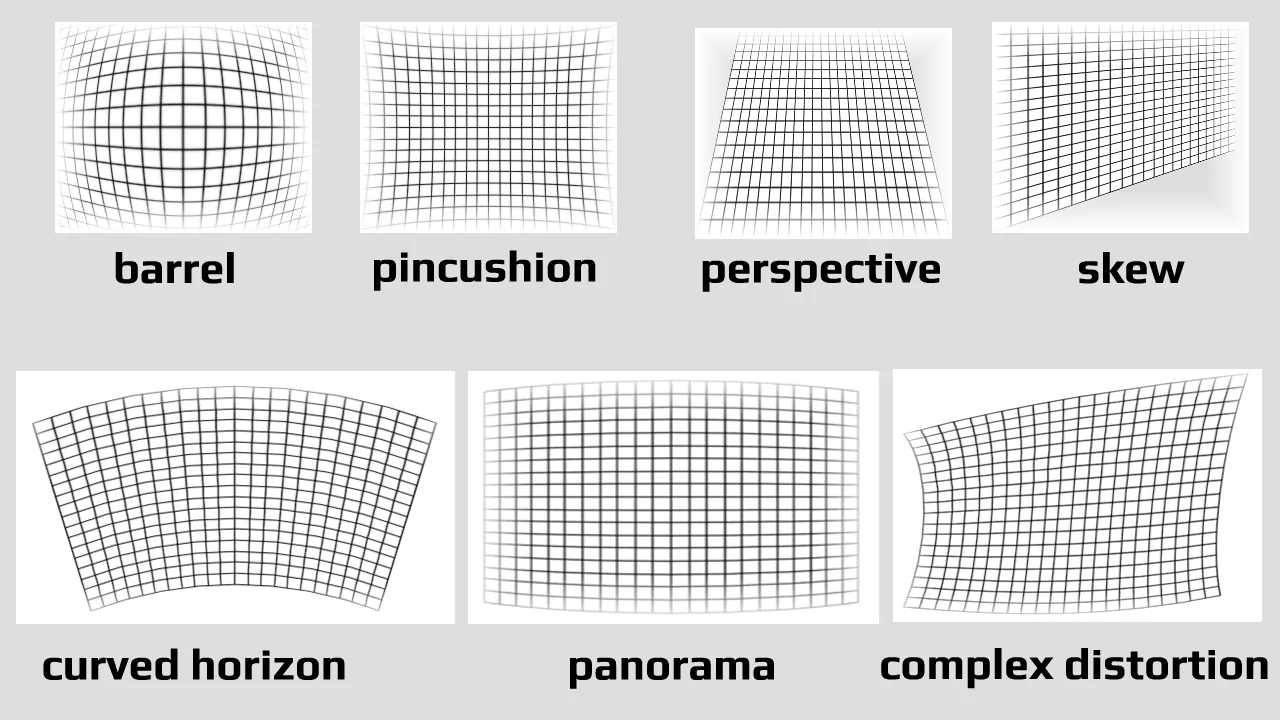 barrel
pincushion
perspective
skew
curved horizon
panorama
complex distortion